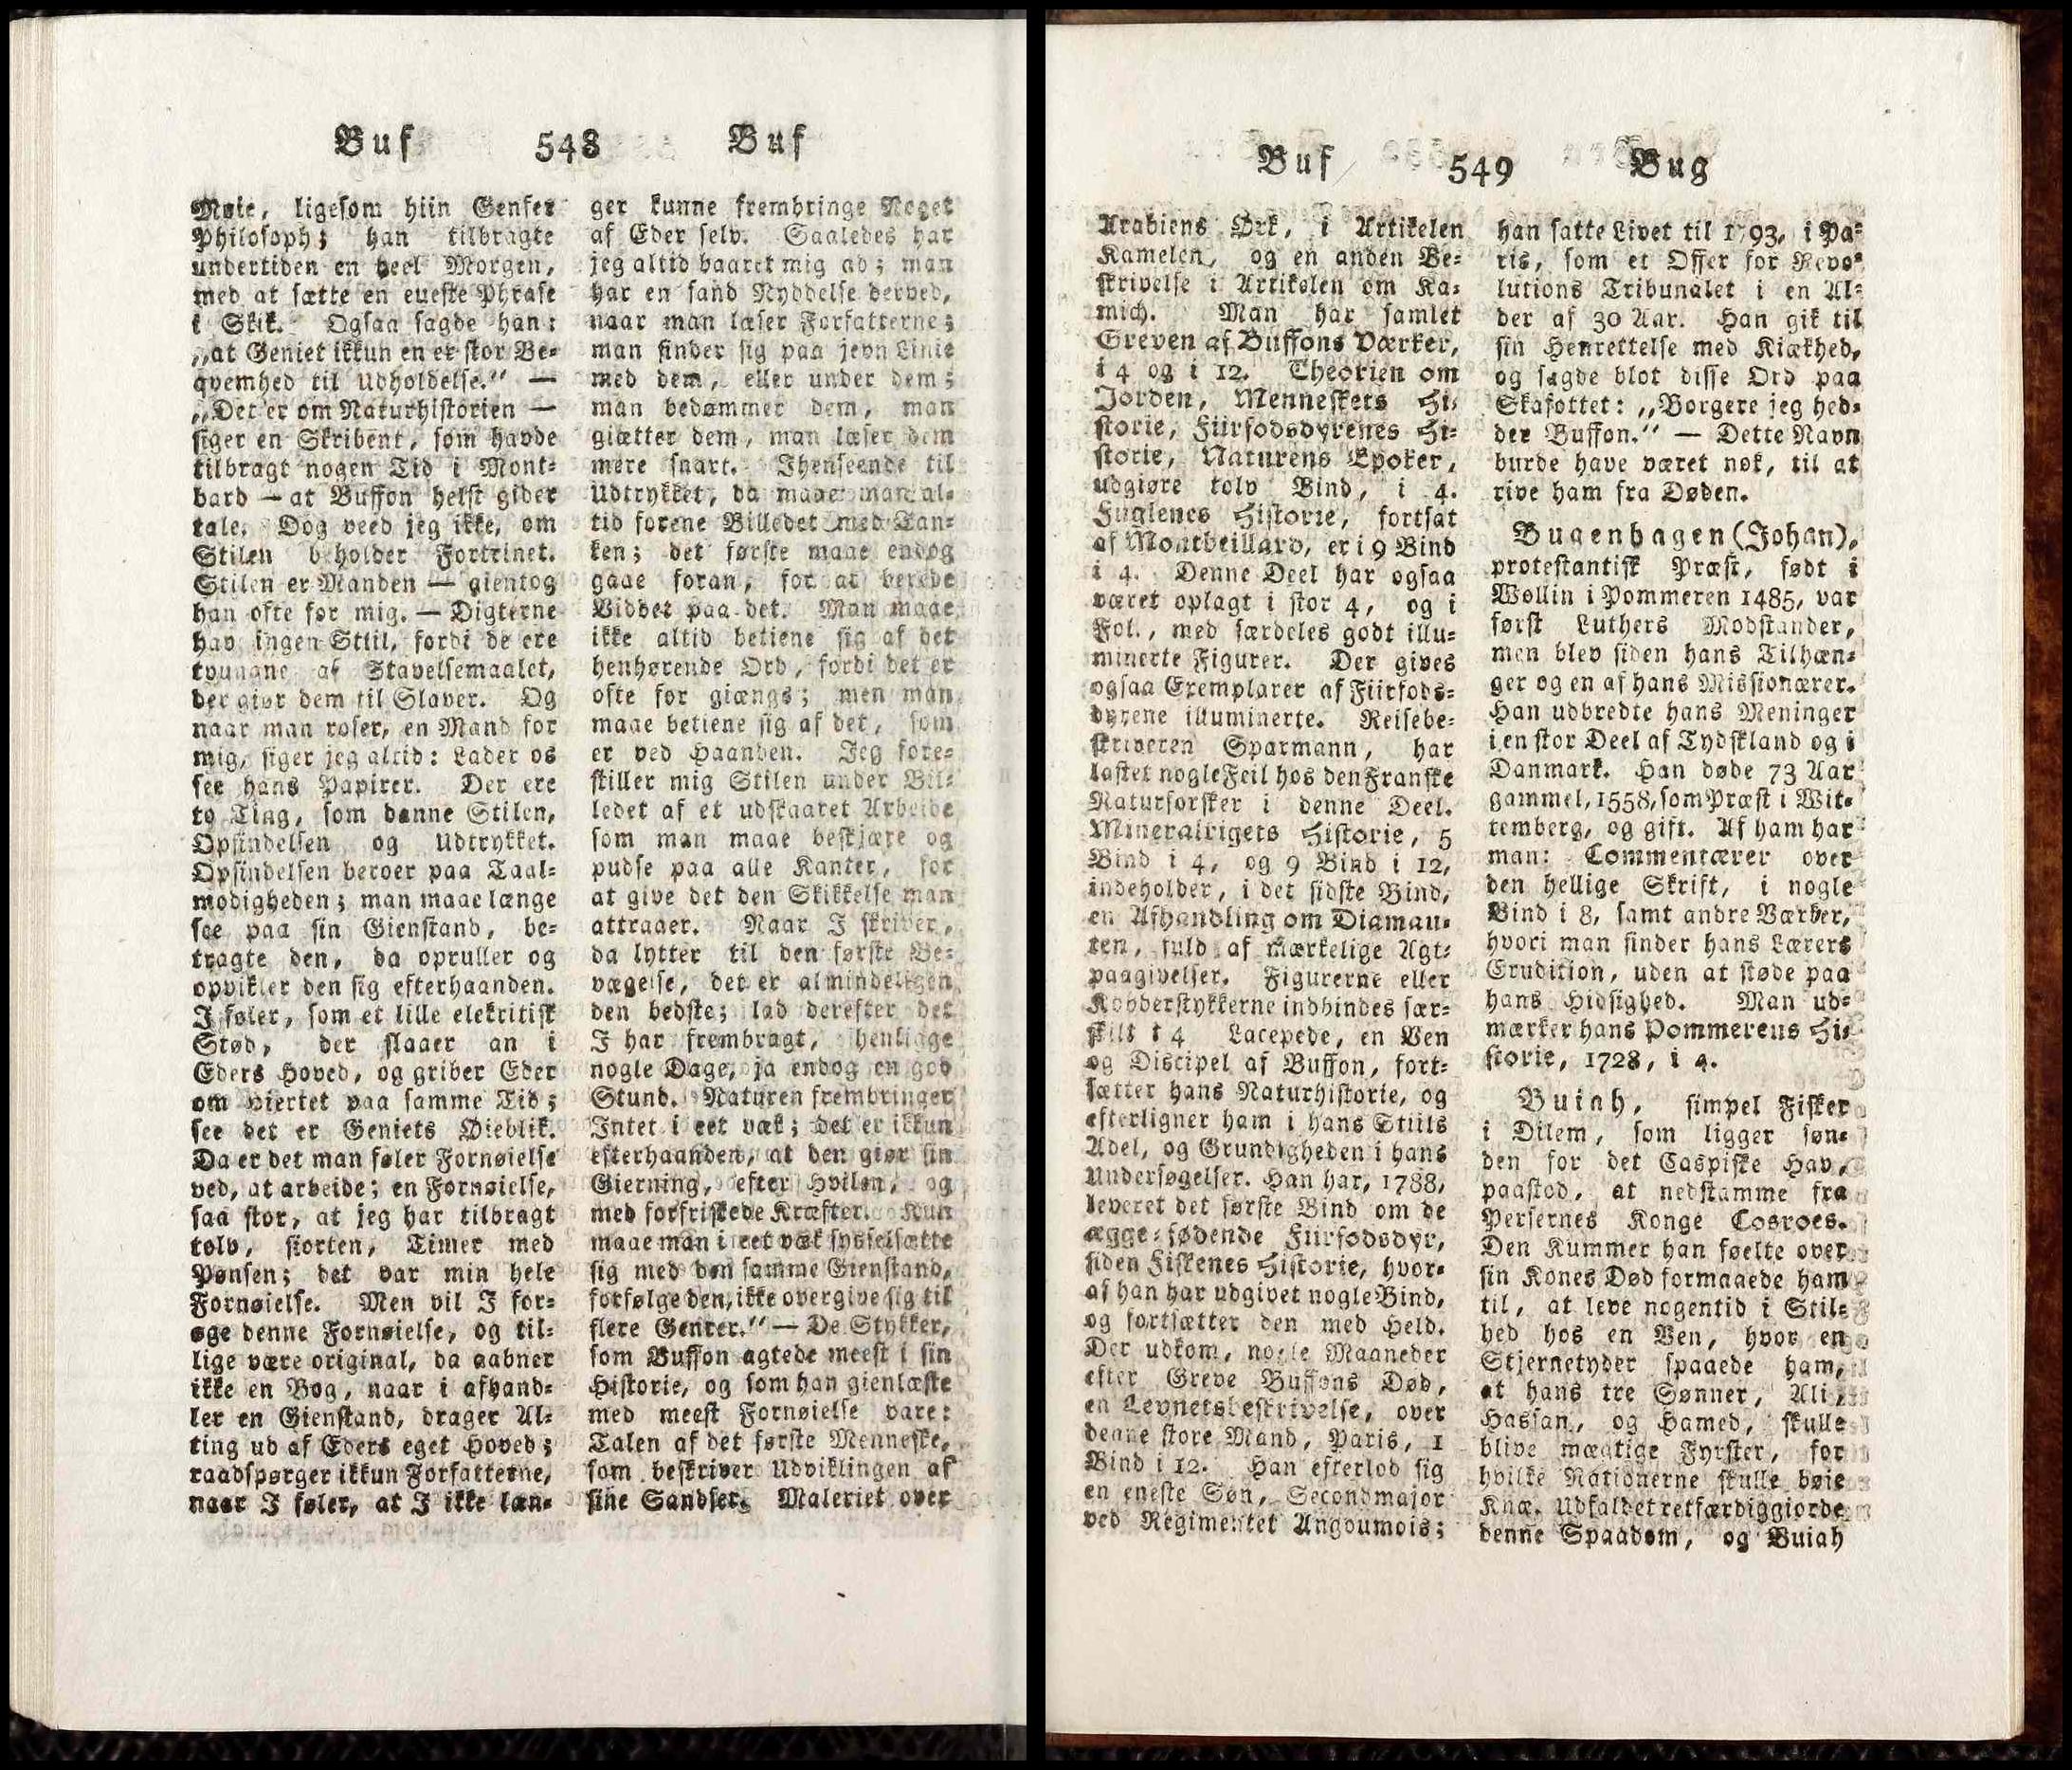 Buf 548 Buf
Møie, ligesom hiin Genfer
Philosoph; han tilbragte
undertiden en heel Morgen,
med at sætte en eneste Phrase
i Skik. Ogsaa sagde han:
„at Geniet ikkun en er stor Be-
qvemhed til Udholdelse.“ —
„Det er om Naturhistorien —
siger en Skribent, som havde
tilbragt nogen Tid i Mont-
bard — at Buffon helst gider
tale. Dog veed jeg ikke, om
Stilen beholder Fortrinet.
Stilen er Manden — gientog
han ofte for mig. — Digterne
hav ingen Stiil, fordi de ere
tvungne af Stavelsemaalet,
der giør dem til Slaver. Og
naar man roser, en Mand for
mig, siger jeg altid: Lader os
see hans Papirer. Der ere
to Ting, som danne Stilen,
Opfindelsen og Udtrykket.
Opfindelsen beroer paa Taal-
modigheden; man maae længe
see paa sin Gienstand, be-
tragte den, da opruller og
opvikler den sig efterhaanden.
I føler, som et lille elekritisk
Stød, der slaaer an i
Eders Hoved, og griber Eder
om Hiertet paa samme Tid;
see det er Geniets Øieblik.
Da er det man føler Fornøielse
ved, at arbeide; en Fornøielse,
saa stor, at jeg har tilbragt
tolv, fiorten, Timer med
Pønsen; det var min hele
Fornøielse. Men vil I for-
øge denne Fornøielse, og til-
lige være original, da aabner
ikke en Bog, naar i afhand-
ler en Gienstand, drager Al-
ting ud af Eders eget Hoved;
raadspørger ikkun Forfatterne,
naar I føler, at I ikke læn-
ger kunne frembringe Noget
af Eder selv. Saaledes har
jeg altid baaret mig ad; man
har en sand Nyddelse derved,
naar man læser Forfatterne;
man finder sig paa jevn Linie
med dem, eller under dem;
man bedømmer dem, man
giætter dem, man læser dem
mere snart. Ihenseende til
Udtrykket, da maae man al-
tid forene Billedet med Tan-
ken; det første maae endog
gaae foran, for at berede
Viddet paa det. Man maae
ikke altid betiene sig af det
henhørende Ord, fordi det er
ofte for giængs; men man
maae betiene sig af det, som
er ved Haanden. Jeg fore-
stiller mig Stilen under Bil-
ledet af et udskaaret Arbeide
som man maae beskjære og
pudse paa alle Kanter, for
at give det den Skikkelse man
attraaer. Naar I skriver,
da lytter til den første Be-
vægelse, det er almindeligen
den bedste; lad derefter det
I har frembragt, henligge
nogle Dage, ja endog en god
Stund. Naturen frembringer
Intet i eet væk; det er ikkun
efterhaanden, at den giør sin
Gierning, efter Hvilen, og
med forfriskede Kræfter. Kun
maae man i eet væk sysselsætte
sig med den samme Gienstand,
forfølge den, ikke overgive sig til
flere Genrer.“ — De Stykker,
som Buffon agtede meest i sin
Historie, og som han gienlæste
med meest Fornøielse vare:
Talen af det første Menneske,
som beskriver Udviklingen af
sine Sandser. Maleriet over
Buf 549 Bug
Arabiens Ørk, i Artikelen
Kamelen, og en anden Be-
skrivelse i Artikelen om Ka-
mich. Man har samlet
Greven af Buffons Værker,
i 4 og i 12. Theorien om
Jorden, Menneskets Hi-
storie, Fiirfodsdyrenes Hi-
storie, Naturens Epoker,
udgiøre tolv Bind, i 4.
Fuglenes Historie, fortsat
af Montbeillard, er i 9 Bind
i 4. Denne Deel har ogsaa
været oplagt i stor 4, og i
Fol., med særdeles godt illu-
minerte Figurer. Der gives
ogsaa Exemplarer af Fiirfods-
dyrene illuminerte. Reisebe-
skriveren Sparmann, har
lastet nogle Feil hos den Franske
Naturforsker i denne Deel.
Mineralrigets Historie, 5
Bind i 4, og 9 Bind i 12,
indeholder, i det sidste Bind,
en Afhandling om Diaman-
ten, fuld af mærkelige Agt-
paagivelser. Figurerne eller
Kobberstykkerne indbindes sær-
skilt i 4 Lacepede, en Ven
og Discipel af Buffon, fort-
sætter hans Naturhistorie, og
efterligner ham i hans Stiils
Adel, og Grundigheden i hans
Undersøgelser. Han har, 1788,
leveret det første Bind om de
ægge-fødende Fiirfodsdyr,
siden Fiskenes Historie, hvor-
af han har udgivet nogle Bind,
og fortsætter den med Held.
Der udkom, nogle Maaneder
efter Greve Buffons Død,
en Levnetsbeskrivelse, over
denne store Mand, Paris, 1
Bind i 12. Han efterlod sig
en eneste Søn, Secondmajor
ved Regimentet Angoumois;
han satte Livet til 1793, i Pa-
ris, som et Offer for Revo-
lutions Tribunalet i en Al-
der af 30 Aar. Han gik til
sin Henrettelse med Kiækhed,
og sagde blot disse Ord paa
Skafottet: „Borgere jeg hed-
der Buffon.“ — Dette Navn
burde have været nok, til at
rive ham fra Døden.
Bugenhagen (Johan),
protestantisk Præst, født i
Wollin i Pommeren 1485, var
først Luthers Modstander,
men blev siden hans Tilhæn-
ger og en af hans Missionærer.
Han udbredte hans Meninger
i en stor Deel af Tydskland og i
Danmark. Han døde 73 Aar
gammel, 1558, som Præst i Wit-
temberg, og gift. Af ham har
man: Commentærer over
den hellige Skrift, i nogle
Bind i 8, samt andre Værker,
hvori man finder hans Lærers
Erudition, uden at støde paa
hans Hidsighed. Man ud-
mærker hans Pommerens Hi-
storie, 1728, i 4.
Buiah, simpel Fisker
i Dilem, som ligger søn-
den for det Caspiske Hav,
paastod, at nedstamme fra
Persernes Konge Cosroes.
Den Kummer han føelte over
sin Kones Død formaaede ham
til, at leve nogentid i Stil-
hed hos en Ven, hvor en
Stjernetyder spaaede ham,
at hans tre Sønner, Ali,
Hassan, og Hamed, skulle
blive mægtige Fyrster, for
hvilke Nationerne skulle bøie
Knæ. Udfaldet retfærdiggiorde
denne Spaadom, og Buiah